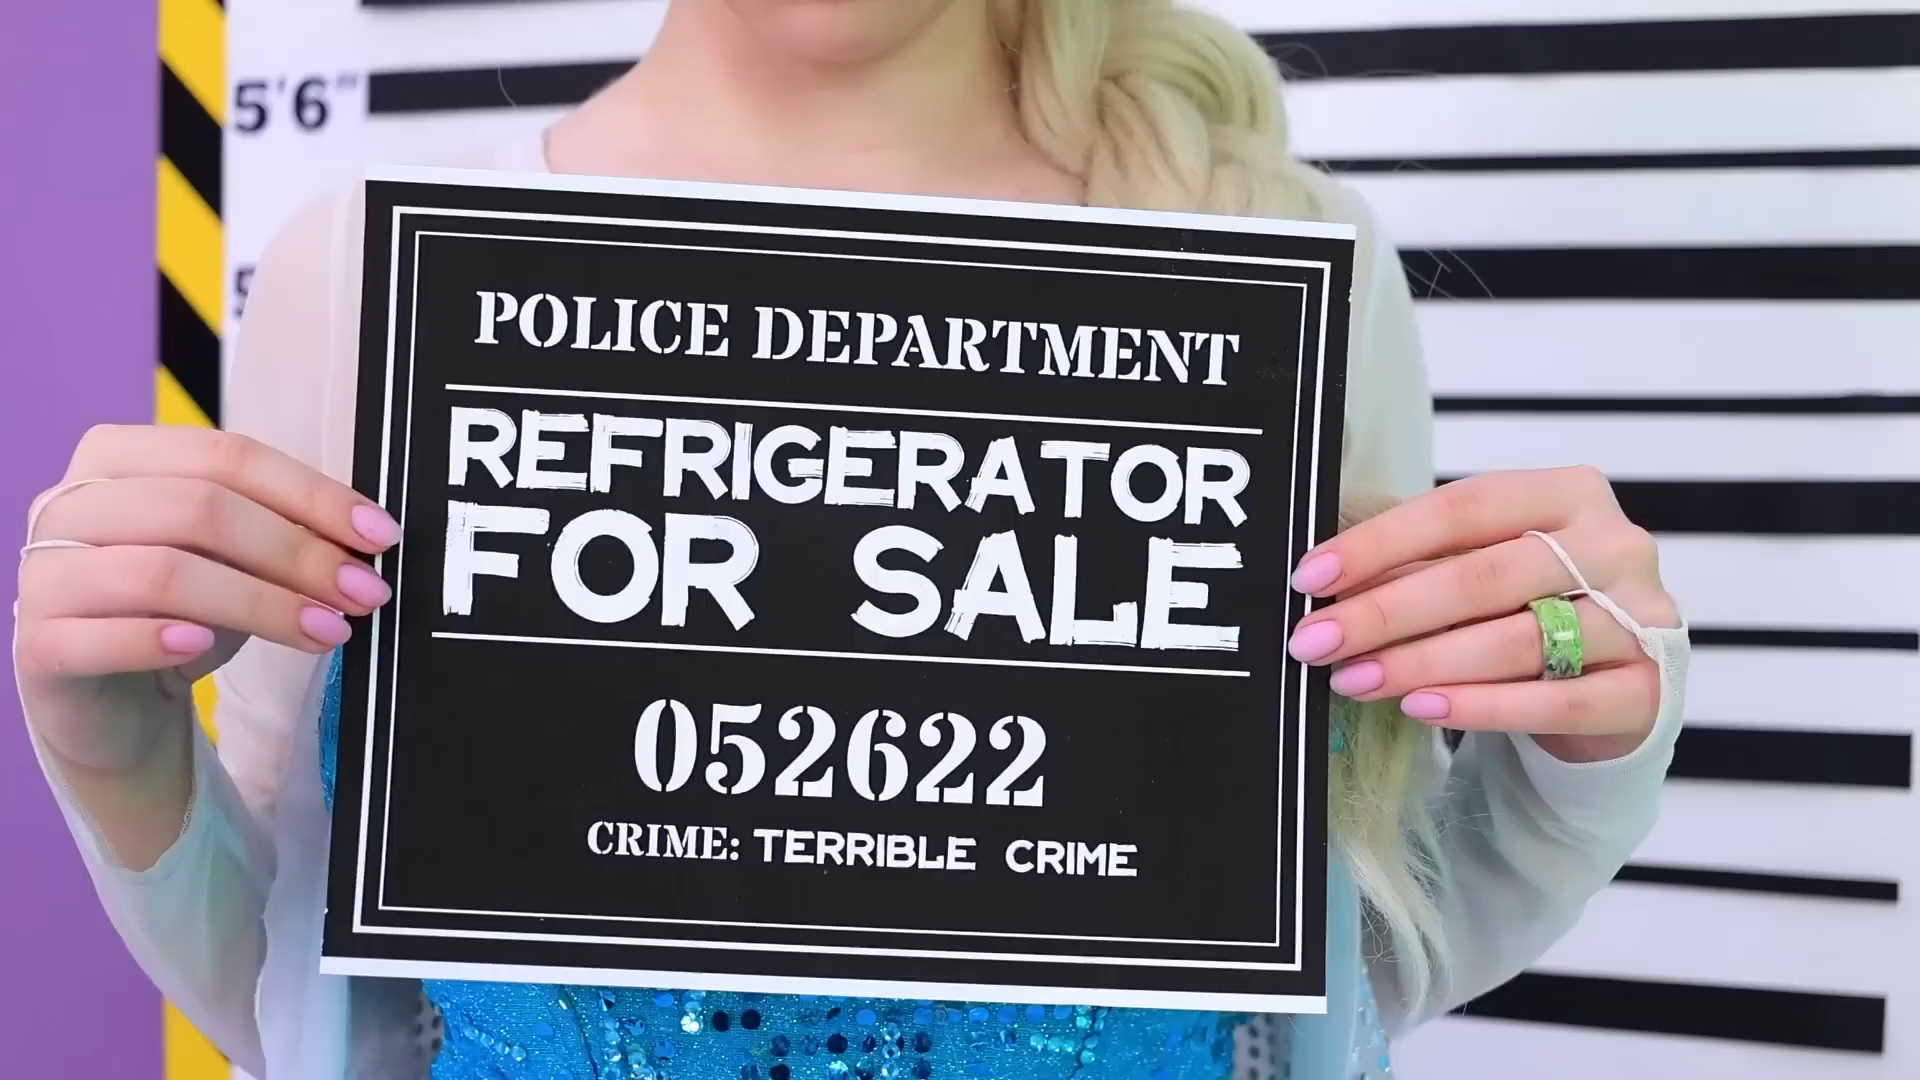 5'6"
POLICE DEPARTMENT
REFRIGERATOR
FOR SALE
052622
CRIME: TERRIBLE CRIME